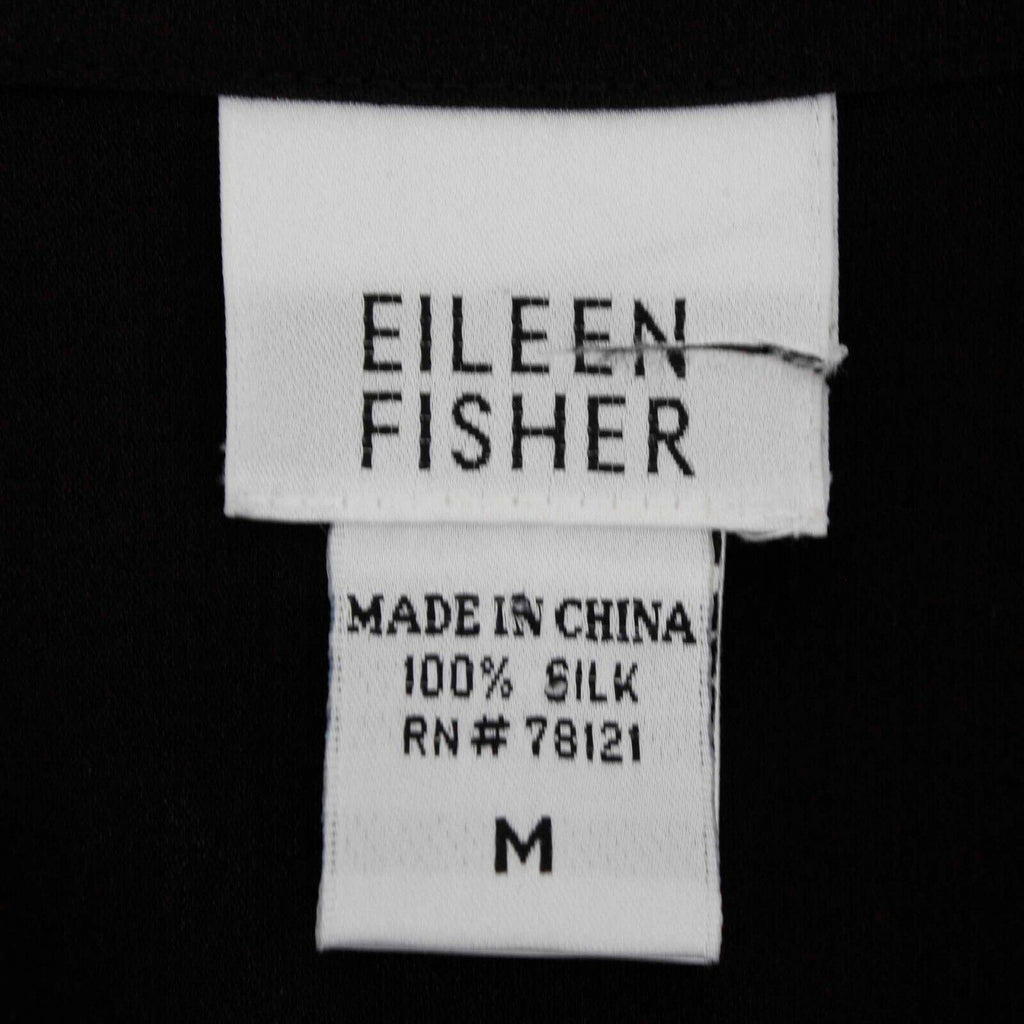 EILEEN
FISHER
MADE IN CHINA
100% SILK
RN # 78121
M